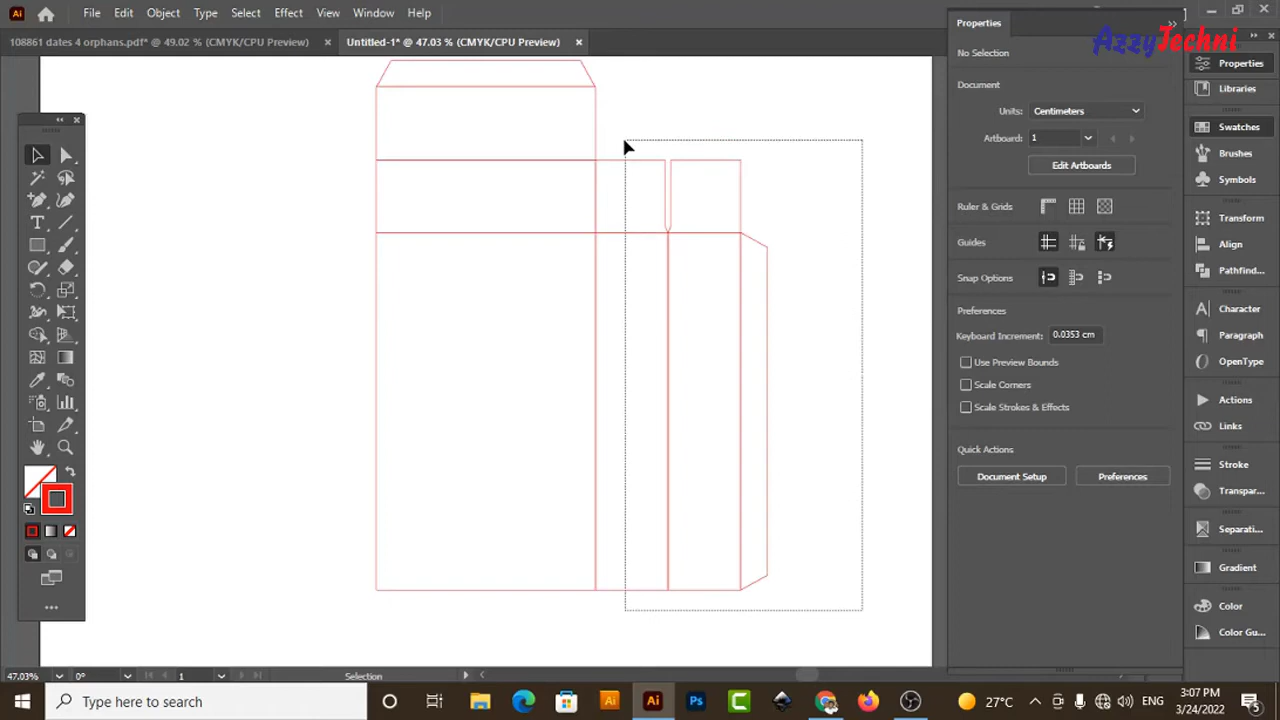 Ai File Edit Object Type Select Effect View Window Help
108861 dates 4 orphans.pdf* @ 49.02 % (CMYK/CPU Preview) × Untitled-1* @ 47.03 % (CMYK/CPU Preview) ×
AzzyTechni
Properties
No Selection
Document
Units: Centimeters
Artboard: 1
Edit Artboards
Ruler & Grids
Guides
Snap Options
Preferences
Keyboard Increment: 0.0353 cm
Use Preview Bounds
Scale Corners
Scale Strokes & Effects
Quick Actions
Document Setup Preferences
Properties
Libraries
Swatches
Brushes
Symbols
Transform
Align
Pathfind...
Character
Paragraph
OpenType
Actions
Links
Stroke
Transpar...
Separati...
Gradient
Color
Color Gu...
47.03% 0° 1 Selection
Type here to search
Ai Ai Ps C
27°C ENG
3:07 PM
3/24/2022
5